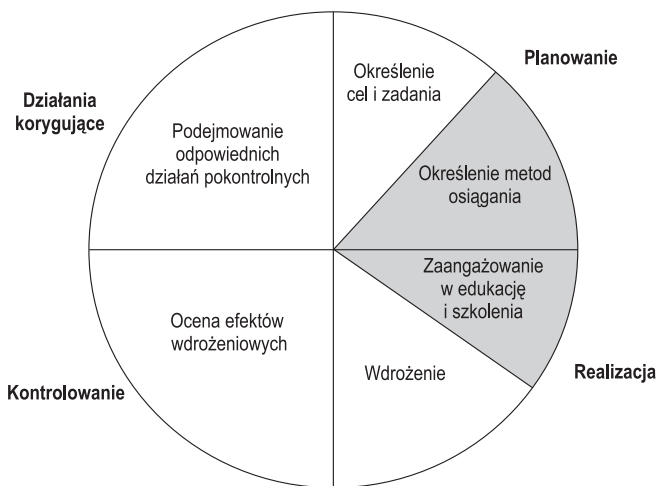 Planowanie
Określenie
cel i zadania
Określenie metod
osiągania
Zaangażowanie
w edukację
i szkolenia
Realizacja
Wdrożenie
Kontrolowanie
Ocena efektów
wdrożeniowych
Działania
korygujące
Podejmowanie
odpowiednich
działań pokontrolnych